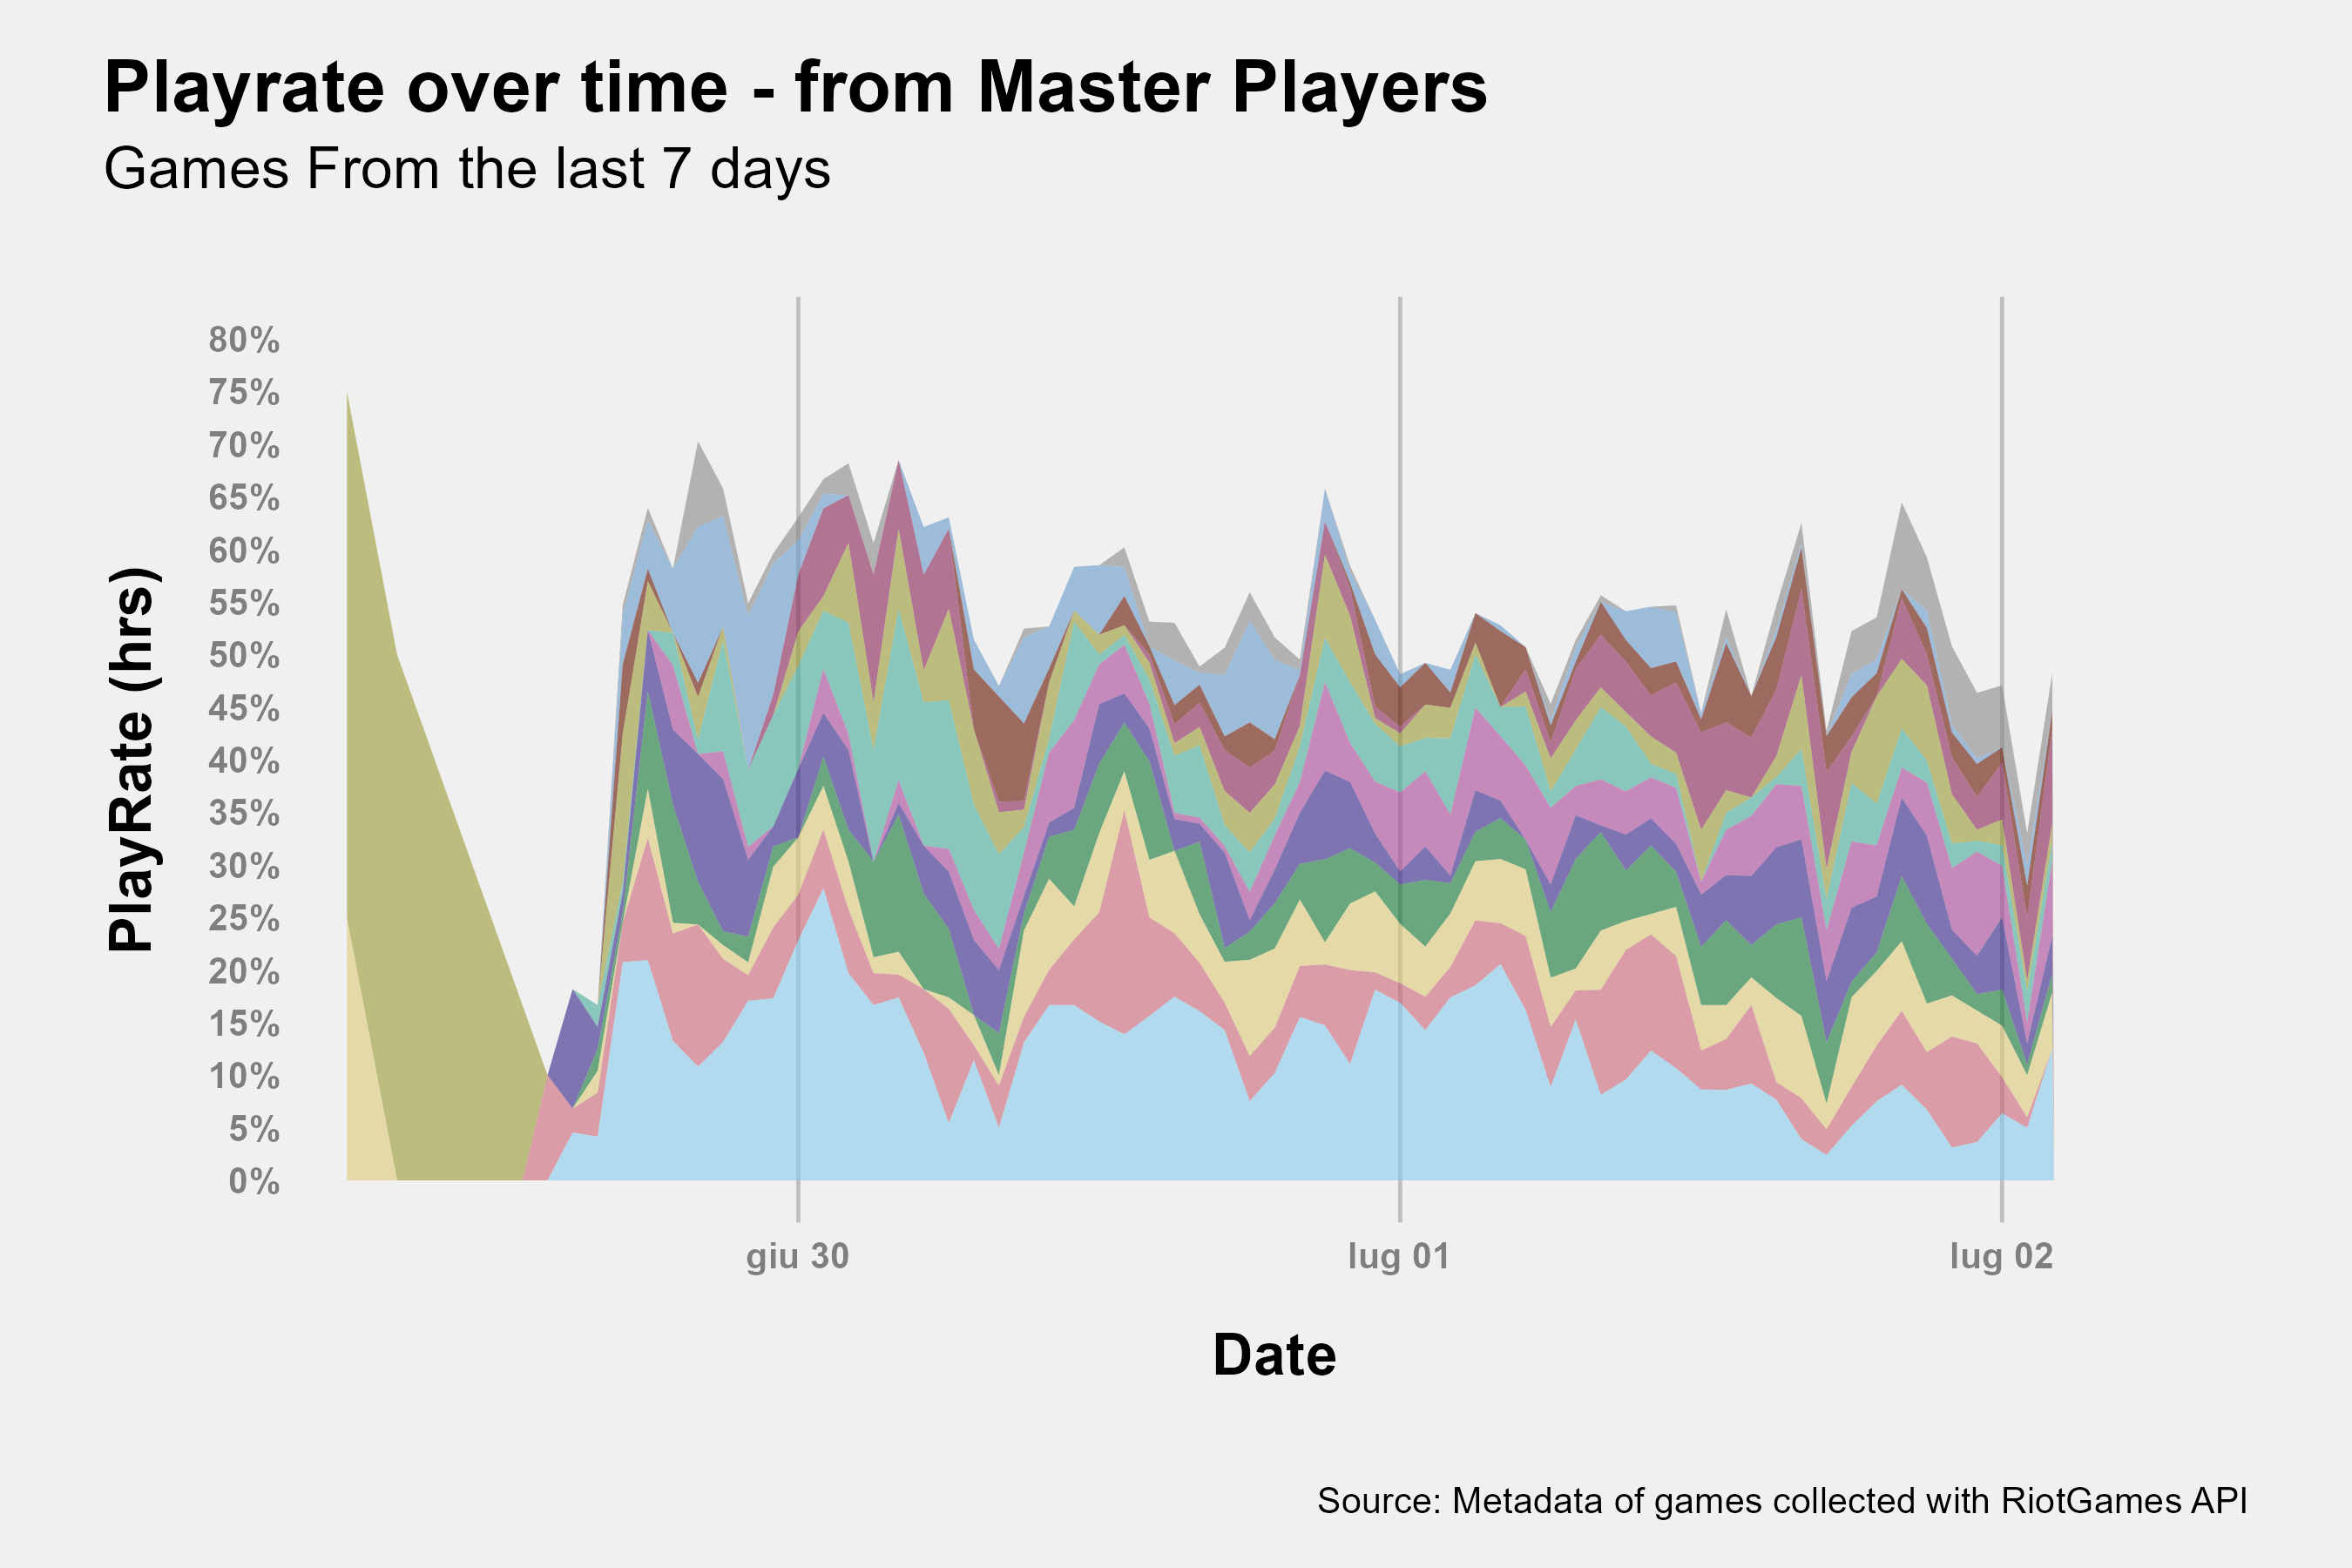 Playrate over time - from Master Players
Games From the last 7 days
PlayRate (hrs)
80%
75%
70%
65%
60%
55%
50%
45%
40%
35%
30%
25%
20%
15%
10%
5%
0%
giu 30
lug 01
lug 02
Date
Source: Metadata of games collected with RiotGames API